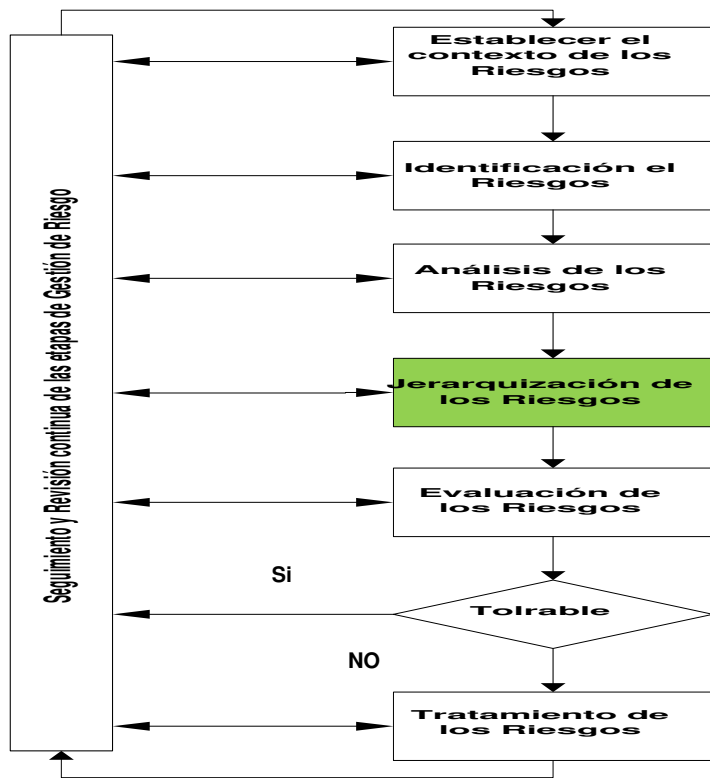 Establecer el
contexto de los
Riesgos
Identificación el
Riesgos
Análisis de los
Riesgos
Jerarquización de
los Riesgos
Evaluación de
los Riesgos
Si
Tolrable
NO
Tratamiento de
los Riesgos
Seguimiento y Revisión continua de las etapas de Gestión de Riesgo